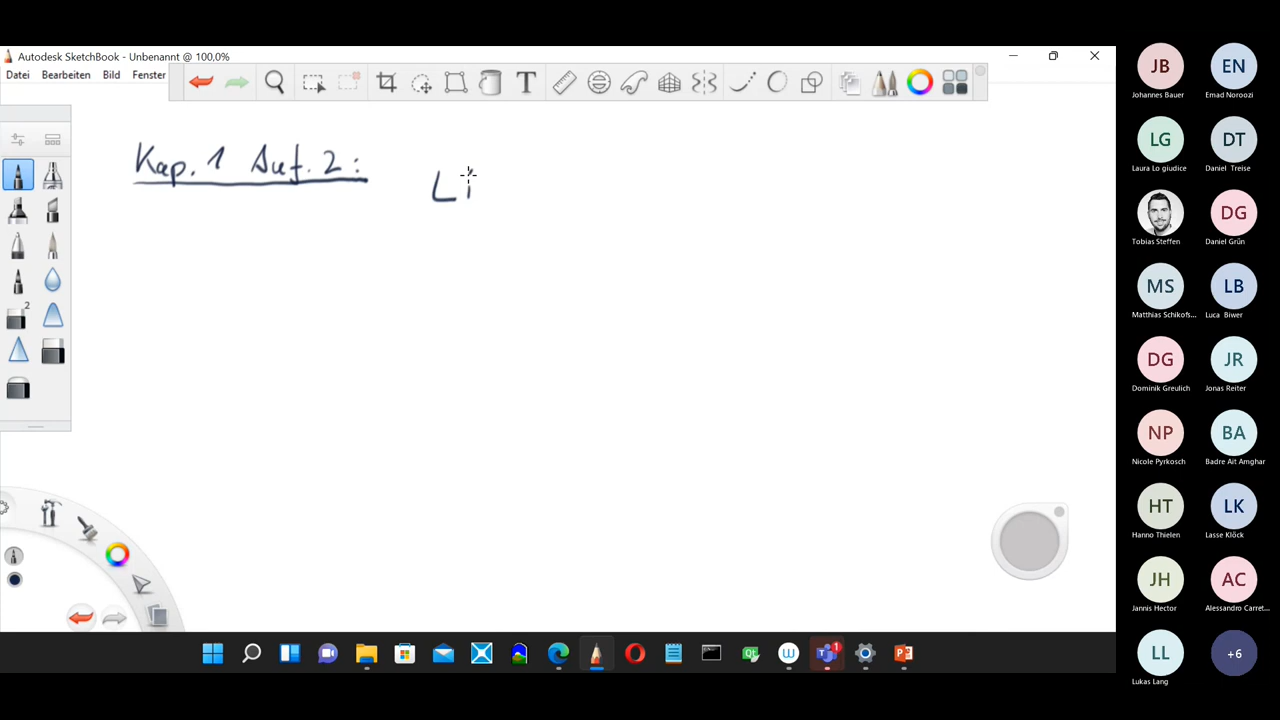 Autodesk SketchBook - Unbenannt @ 100,0%
Datei Bearbeiten Bild Fenster
T
Kap. 1 Auf. 2:
Li
2
1
JB EN
Johannes Bauer Emad Noroozi
LG DT
Laura Lo giudice Daniel Treise
DG
Tobias Steffen Daniel Grün
MS LB
Matthias Schikofs... Luca Biwer
DG JR
Dominik Greulich Jonas Reiter
NP BA
Nicole Pyrkosch Badre Ait Amghar
HT LK
Hanno Thielen Lasse Klöck
JH AC
Jannis Hector Alessandro Carret...
LL +6
Lukas Lang